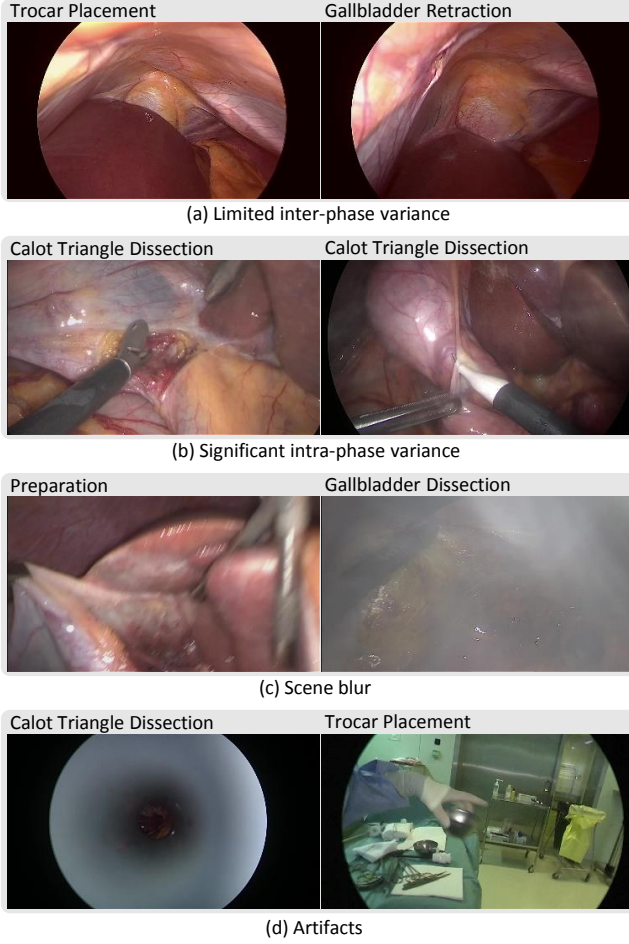 Trocar Placement
Gallbladder Retraction
(a) Limited inter-phase variance
Calot Triangle Dissection
Calot Triangle Dissection
(b) Significant intra-phase variance
Preparation
Gallbladder Dissection
(c) Scene blur
Calot Triangle Dissection
Trocar Placement
(d) Artifacts